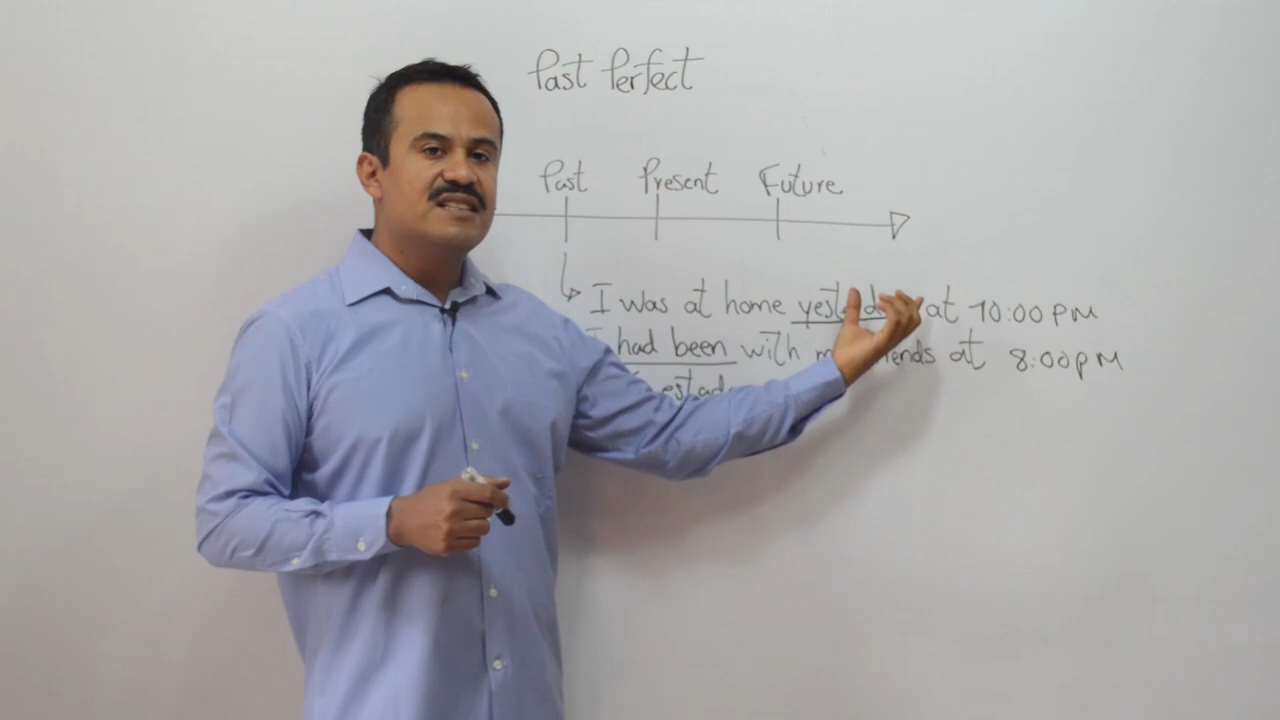 Past Perfect
Past Present Future
I was at home at 10:00 PM
had been with at 8:00 PM